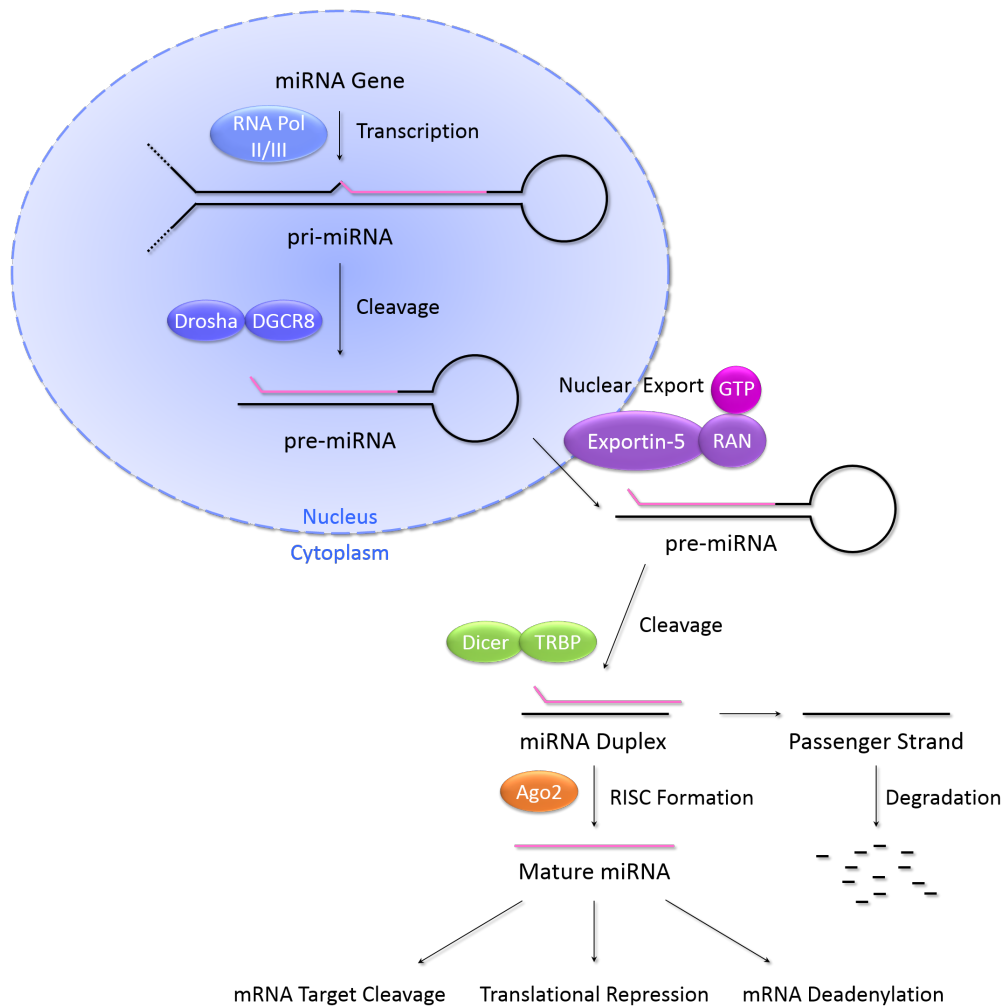 miRNA Gene
RNA Pol
II/III
Transcription
pri-miRNA
Cleavage
Drosha
DGCR8
Nuclear Export
GTP
pre-miRNA
Exportin-5
RAN
Nucleus
Cytoplasm
pre-miRNA
Cleavage
Dicer
TRBP
miRNA Duplex
Passenger Strand
Ago2
RISC Formation
Degradation
Mature miRNA
mRNA Target Cleavage
Translational Repression
mRNA Deadenylation